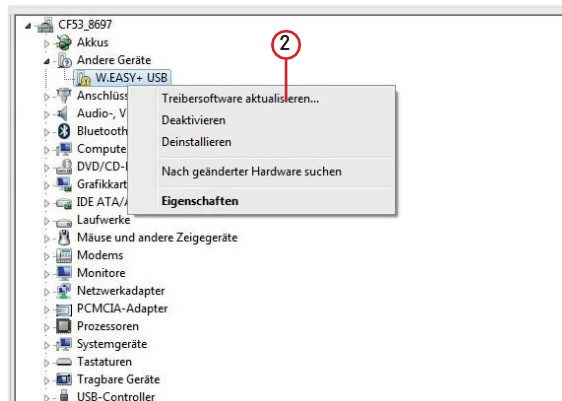 CF53_8697
Akkus
2
Andere Geräte
W.EASY+ USB
Anschlüss
Treibersoftware aktualisieren...
Audio-, V
Deaktivieren
Bluetooth
Deinstallieren
Compute
DVD/CD-
Nach geänderter Hardware suchen
Grafikkart
IDE ATA/A
Eigenschaften
Laufwerke
Mäuse und andere Zeigegeräte
Modems
Monitore
Netzwerkadapter
PCMCIA-Adapter
Prozessoren
Systemgeräte
Tastaturen
Tragbare Geräte
USB-Controller